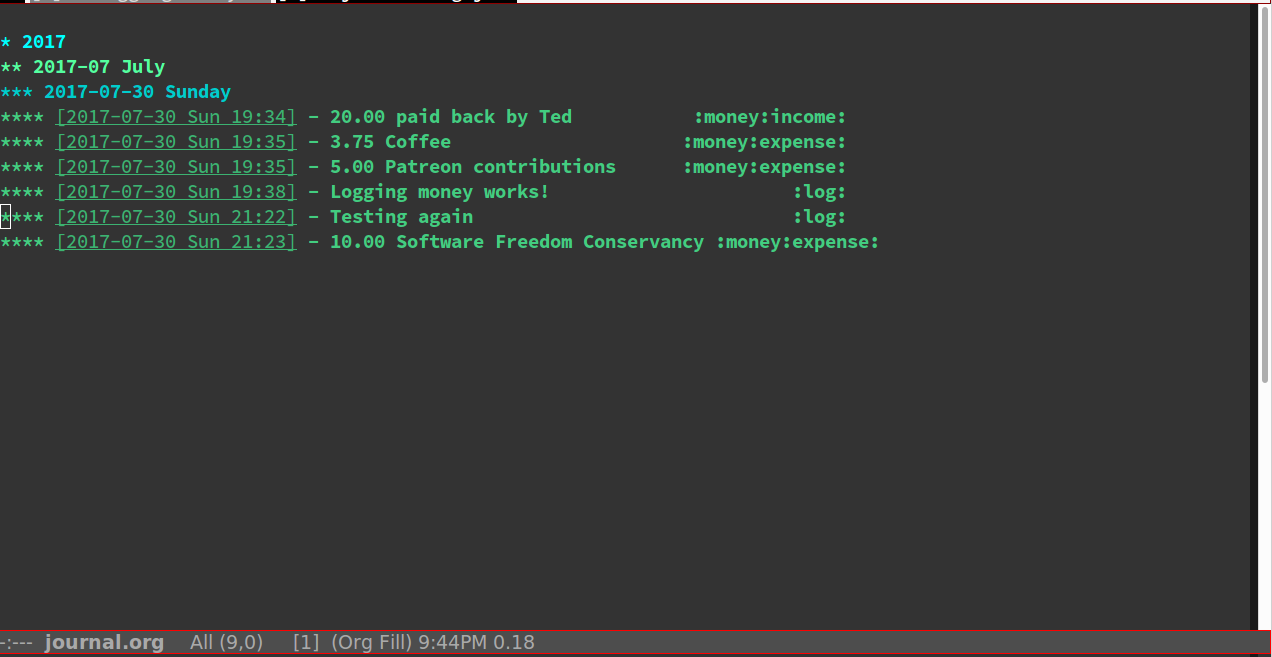 * 2017
** 2017-07 July
*** 2017-07-30 Sunday
**** [2017-07-30 Sun 19:34] - 20.00 paid back by Ted :money:income:
**** [2017-07-30 Sun 19:35] - 3.75 Coffee :money:expense:
**** [2017-07-30 Sun 19:35] - 5.00 Patreon contributions :money:expense:
**** [2017-07-30 Sun 19:38] - Logging money works! :log:
**** [2017-07-30 Sun 21:22] - Testing again :log:
**** [2017-07-30 Sun 21:23] - 10.00 Software Freedom Conservancy :money:expense:
-:--- journal.org All (9,0) [1] (Org Fill) 9:44PM 0.18